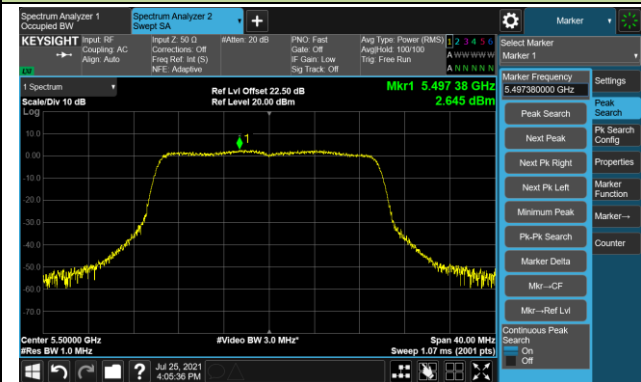 Spectrum Analyzer 1
Occupied BW
Spectrum Analyzer 2
Swept SA
+
Marker
KEYSIGHT
Input: RF
Coupling: AC
Align: Auto
Input Z: 50 Ω
Corrections: Off
Freq Ref: Int (S)
NFE: Adaptive
#Atten: 20 dB
PNO: Fast
Gate: Off
IF Gain: Low
Sig Track: Off
Avg Type: Power (RMS)
Avg|Hold: 100/100
Trig: Free Run
1 2 3 4 5 6
A W W W W W
A N N N N N
LXI
Select Marker
Marker 1
1 Spectrum
Scale/Div 10 dB
Log
Ref Lvl Offset 22.50 dB
Ref Level 20.00 dBm
Mkr1 5.497 38 GHz
2.645 dBm
10.0
0.00
-10.0
-20.0
-30.0
-40.0
-50.0
-60.0
-70.0
1
Center 5.50000 GHz
#Res BW 1.0 MHz
#Video BW 3.0 MHz*
Span 40.00 MHz
Sweep 1.07 ms (2001 pts)
Marker Frequency
5.497380000 GHz
Peak Search
Next Peak
Next Pk Right
Next Pk Left
Minimum Peak
Pk-Pk Search
Marker Delta
Mkr→CF
Mkr→Ref Lvl
Continuous Peak
Search
On
Off
Settings
Peak
Search
Pk Search
Config
Properties
Marker
Function
Marker→
Counter
?
Jul 25, 2021
4:05:36 PM